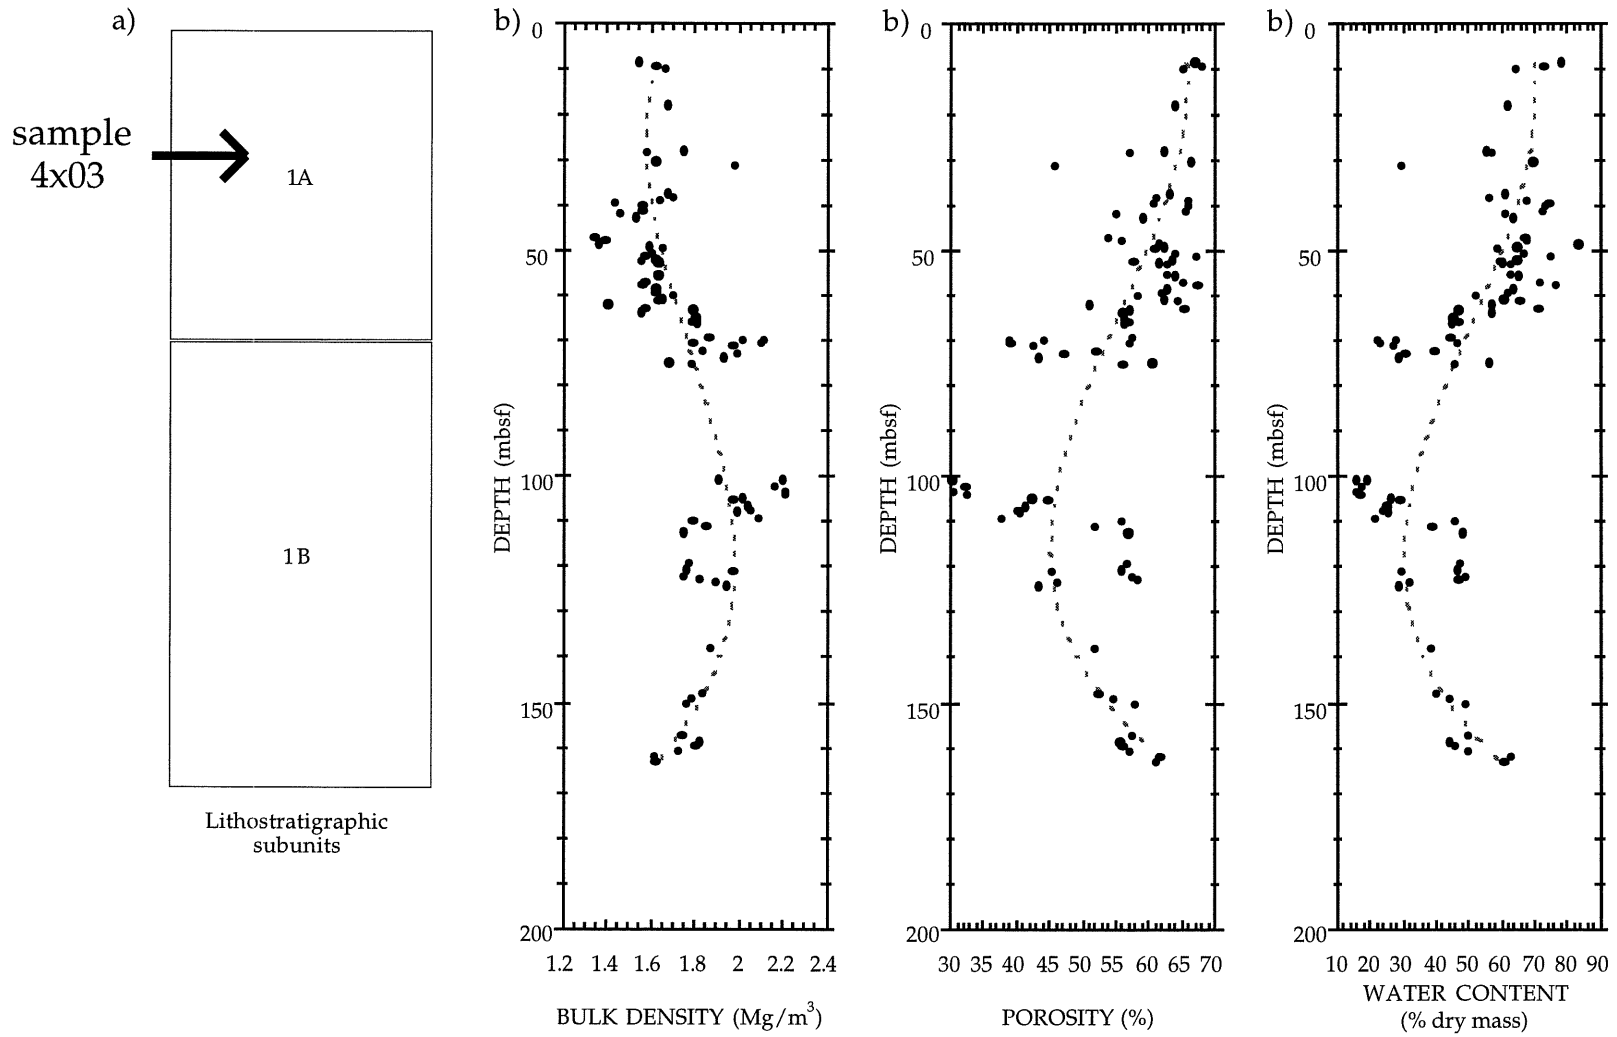 a)
sample
4x03
1A
1B
Lithostratigraphic
subunits
b)
0
50
100
150
200
DEPTH (mbsf)
1.2 1.4 1.6 1.8 2 2.2 2.4
BULK DENSITY (Mg/m³)
b)
0
50
100
150
200
DEPTH (mbsf)
30 35 40 45 50 55 60 65 70
POROSITY (%)
b)
0
50
100
150
200
DEPTH (mbsf)
10 20 30 40 50 60 70 80 90
WATER CONTENT
(% dry mass)